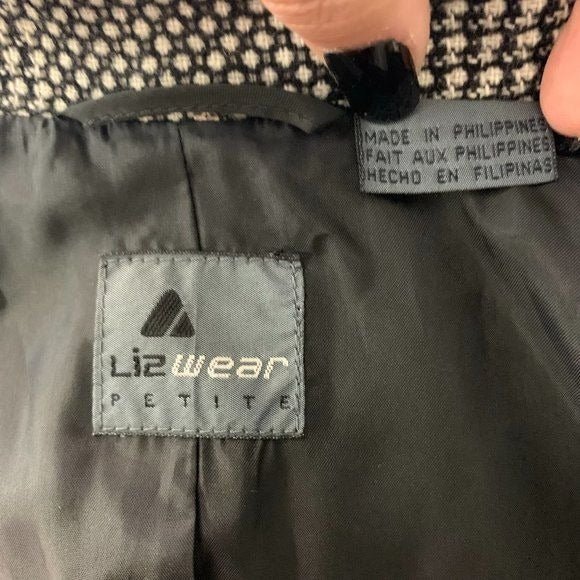 MADE IN PHILIPPINES
FAIT AUX PHILIPPINES
HECHO EN FILIPINAS
Lizwear
PETITE